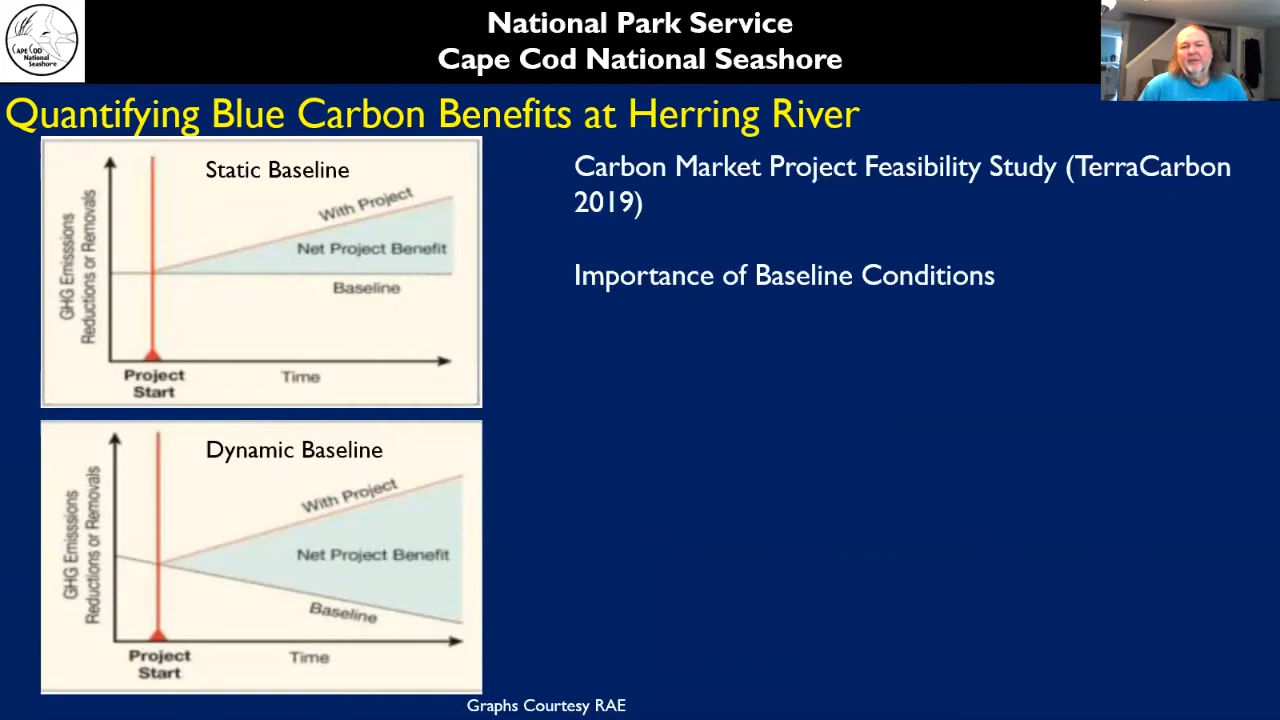 CAPE COD
National
Seashore
National Park Service
Cape Cod National Seashore
Quantifying Blue Carbon Benefits at Herring River
Static Baseline
With Project
Net Project Benefit
Baseline
GHG Emisssions
Reductions or Removals
Project
Start
Time
Dynamic Baseline
With Project
Net Project Benefit
Baseline
GHG Emisssions
Reductions or Removals
Project
Start
Time
Graphs Courtesy RAE
Carbon Market Project Feasibility Study (TerraCarbon
2019)
Importance of Baseline Conditions